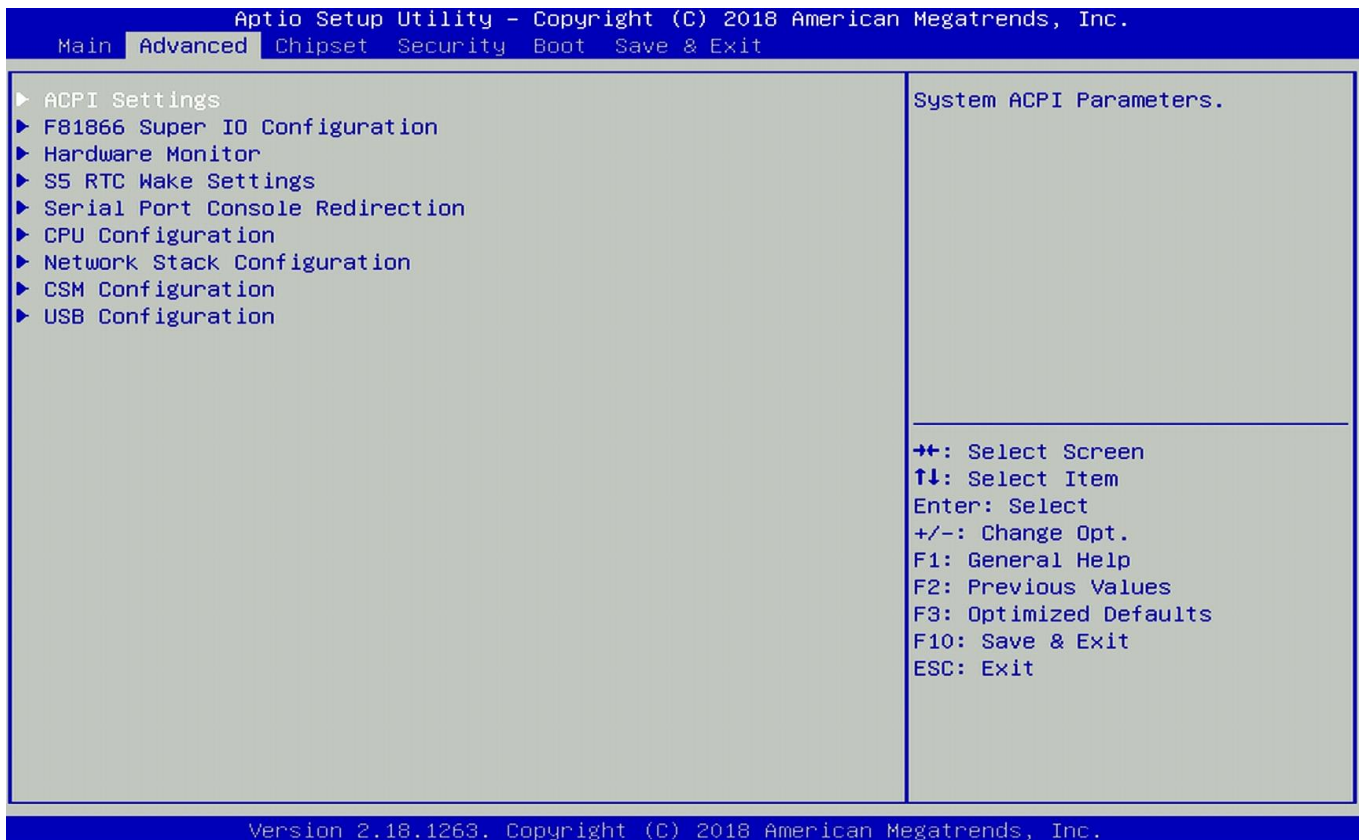 Aptio Setup Utility – Copyright (C) 2018 American Megatrends, Inc.
Main Advanced Chipset Security Boot Save & Exit
▶ ACPI Settings
▶ F81866 Super IO Configuration
▶ Hardware Monitor
▶ S5 RTC Wake Settings
▶ Serial Port Console Redirection
▶ CPU Configuration
▶ Network Stack Configuration
▶ CSM Configuration
▶ USB Configuration
System ACPI Parameters.
→←: Select Screen
↑↓: Select Item
Enter: Select
+/-: Change Opt.
F1: General Help
F2: Previous Values
F3: Optimized Defaults
F10: Save & Exit
ESC: Exit
Version 2.18.1263. Copyright (C) 2018 American Megatrends, Inc.